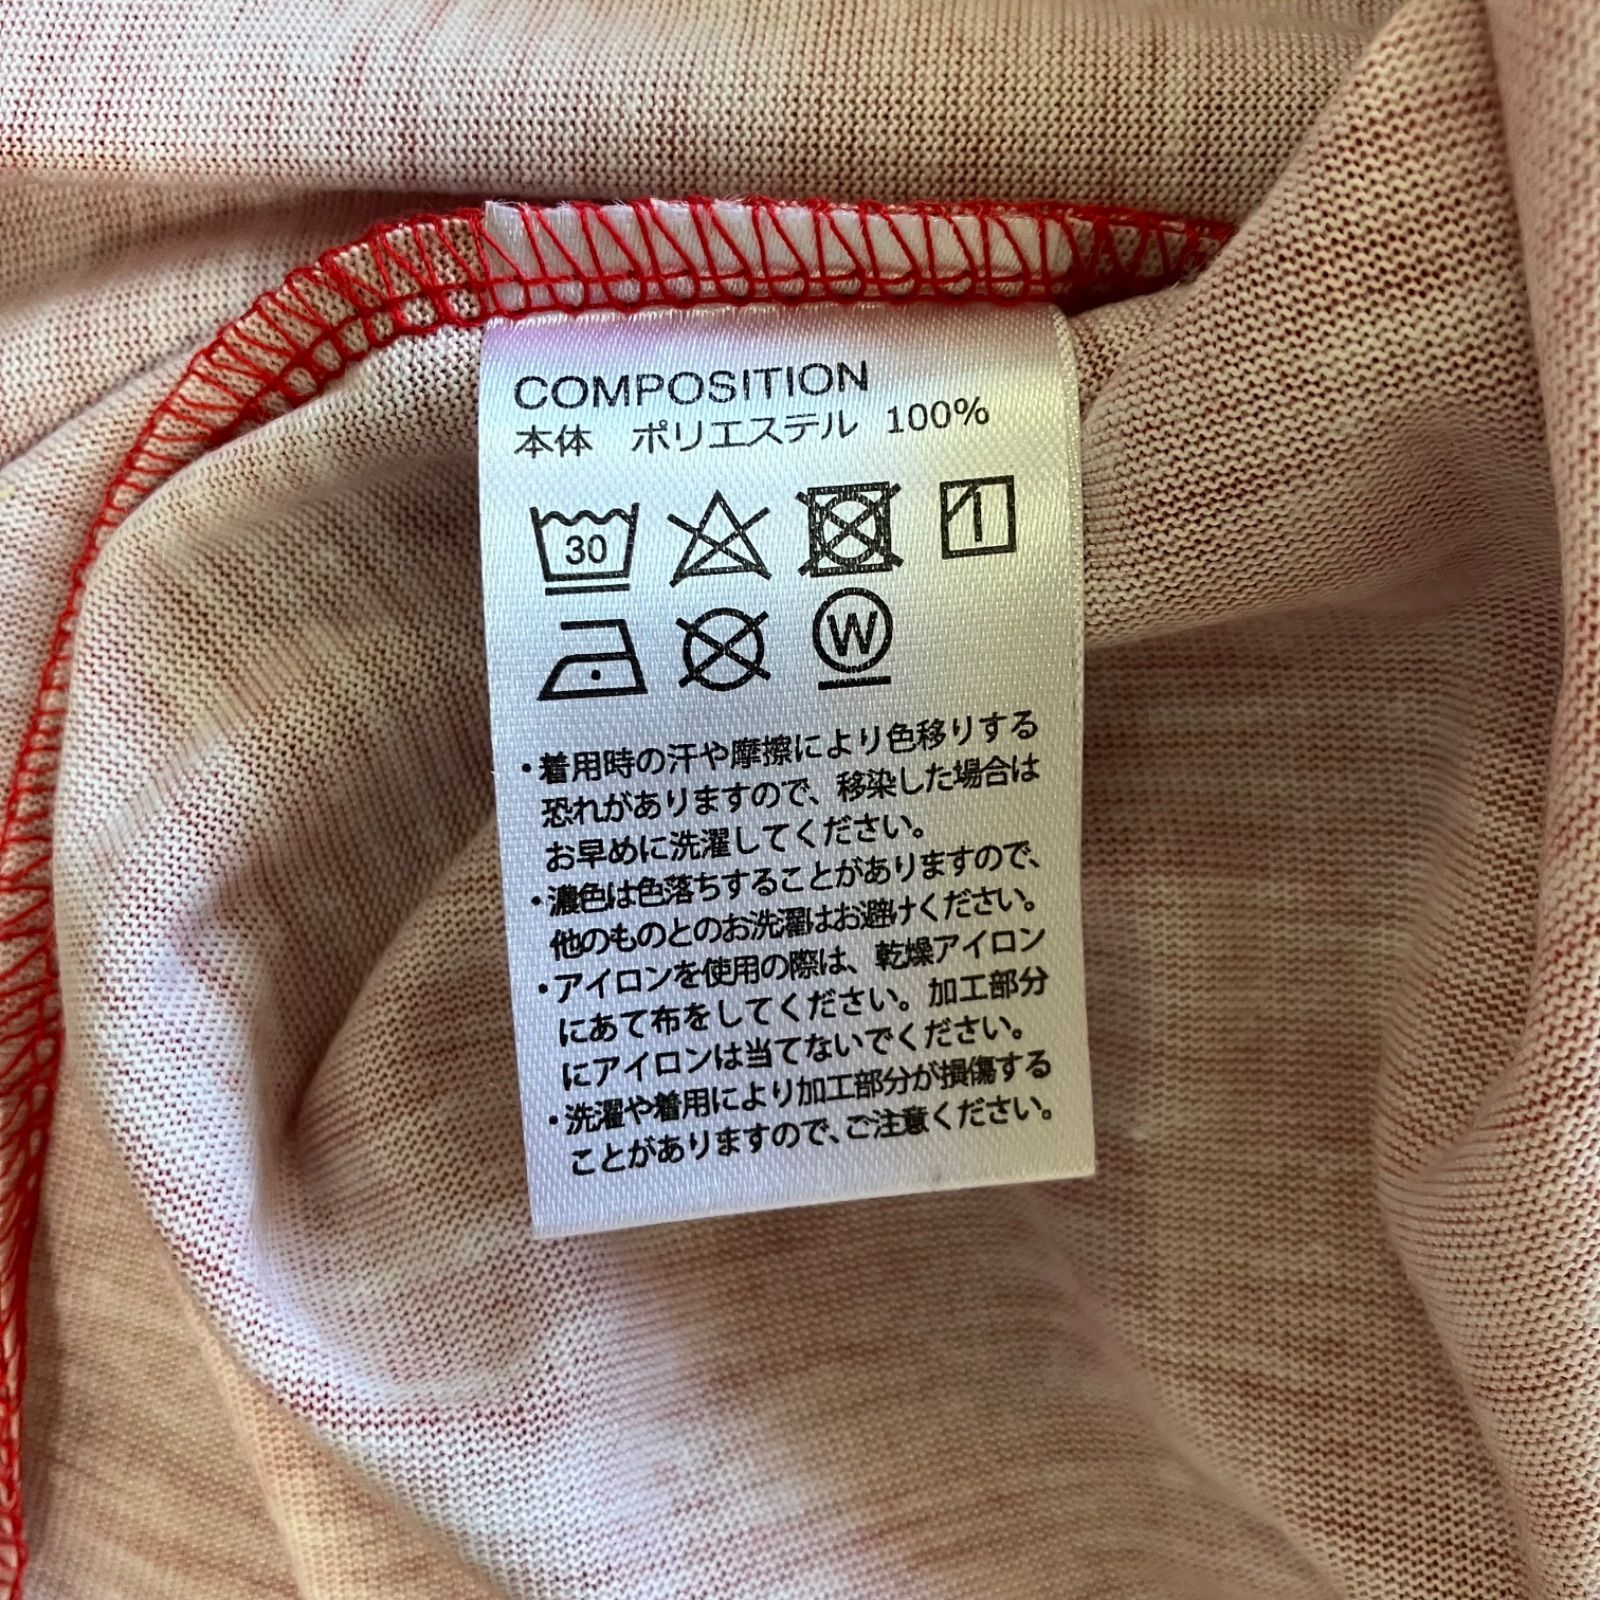 COMPOSITION
本体　ポリエステル　100%
30
W
・着用時の汗や摩擦により色移りする
恐れがありますので、移染した場合は
お早めに洗濯してください。
・濃色は色落ちすることがありますので、
他のものとのお洗濯はお避けください。
・アイロンを使用の際は、乾燥アイロン
にあて布をしてください。加工部分
にアイロンは当てないでください。
・洗濯や着用により加工部分が損傷する
ことがありますので、ご注意ください。